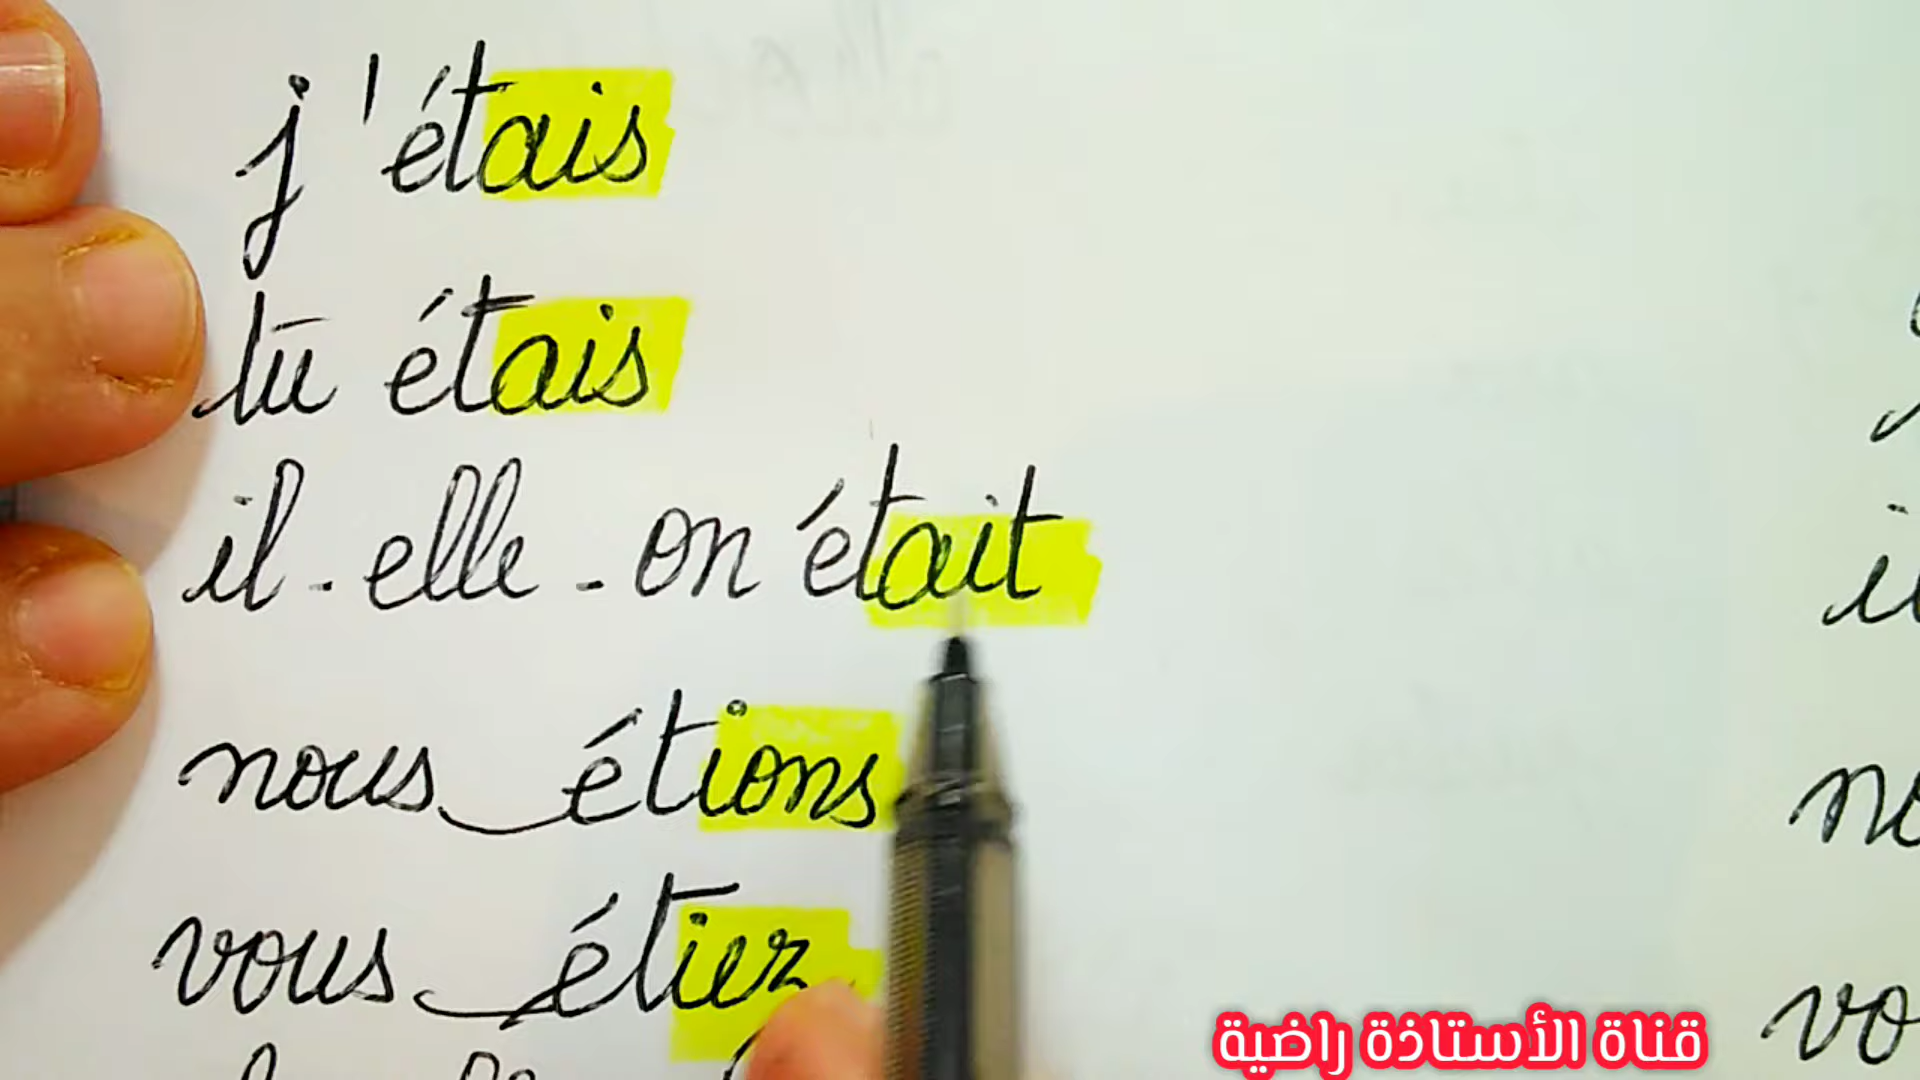 j'étais
tu étais
il - elle - on était
nous étions
vous étiez
قناة الأستاذة راضية